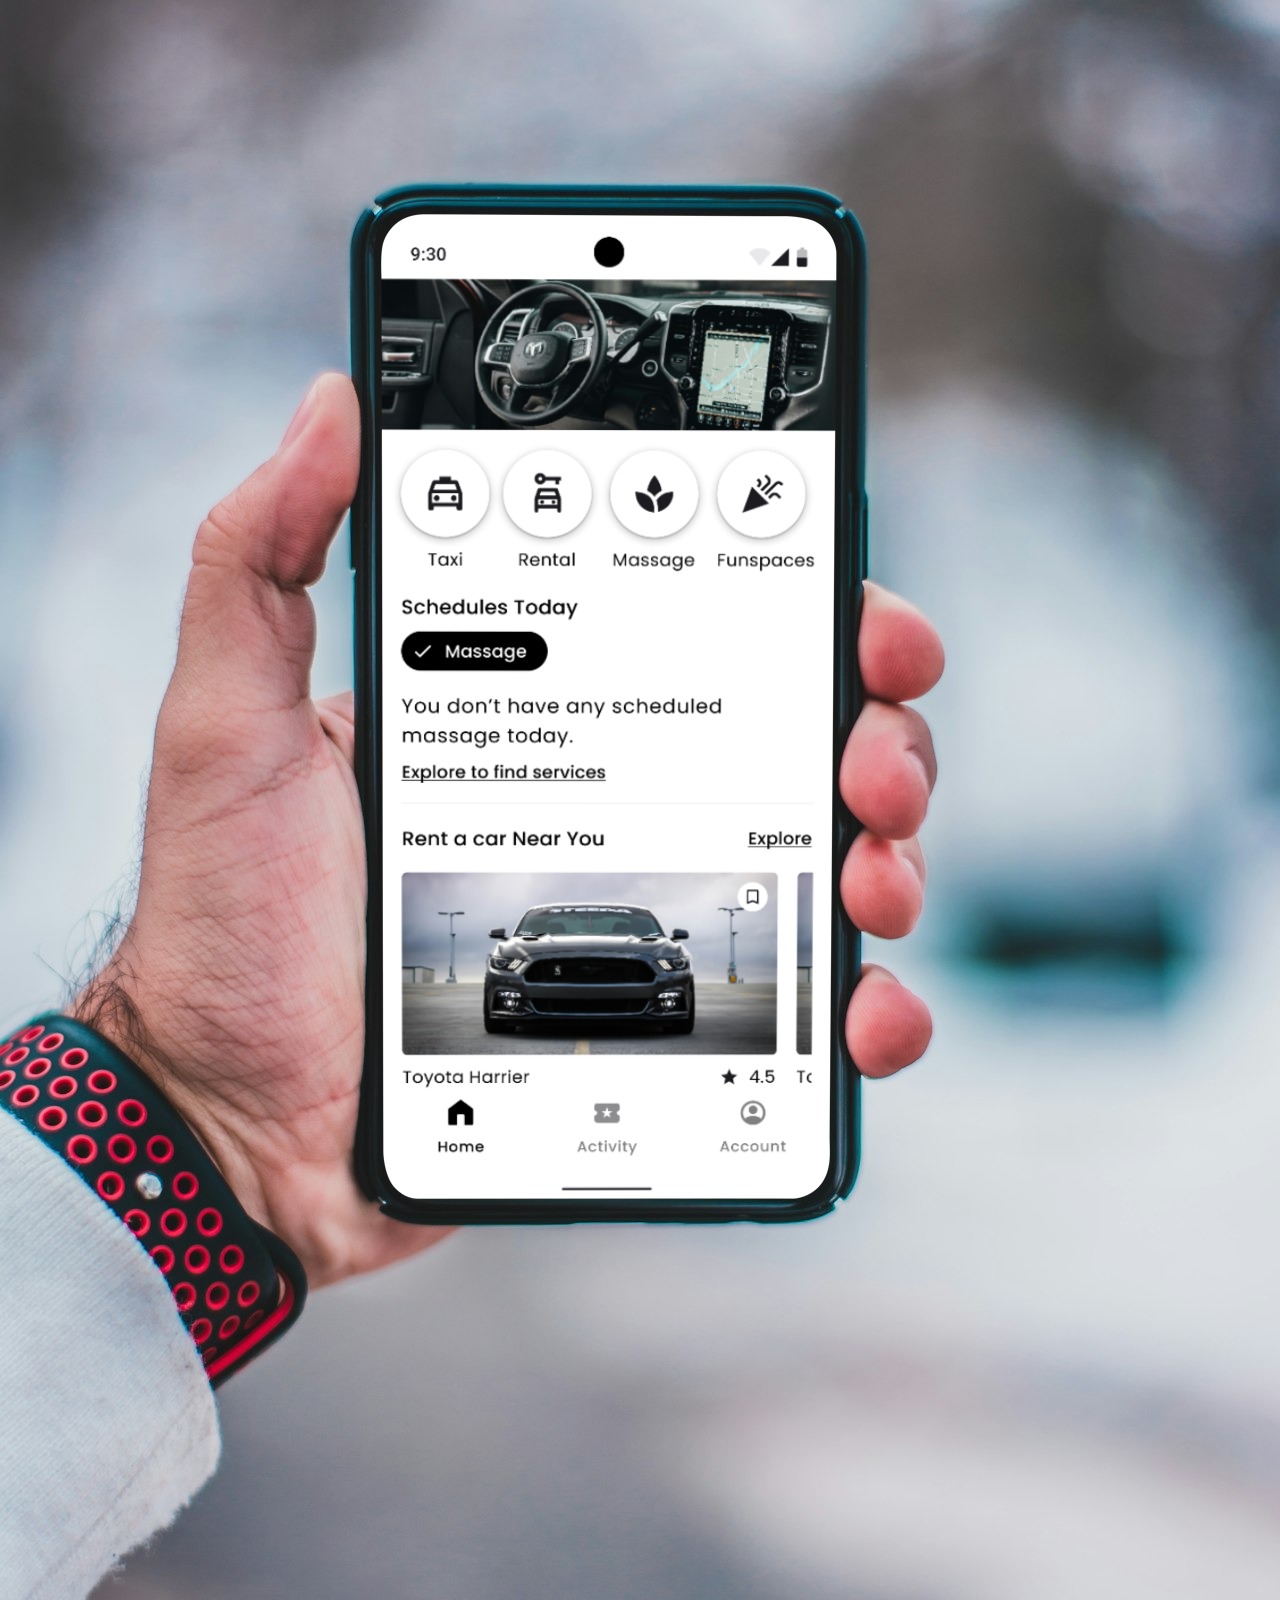 9:30
Taxi
Rental
Massage
Funspaces
Schedules Today
Massage
You don't have any scheduled
massage today.
Explore to find services
Rent a car Near You
Explore
STEEDA
Toyota Harrier
4.5
To
Home
Activity
Account